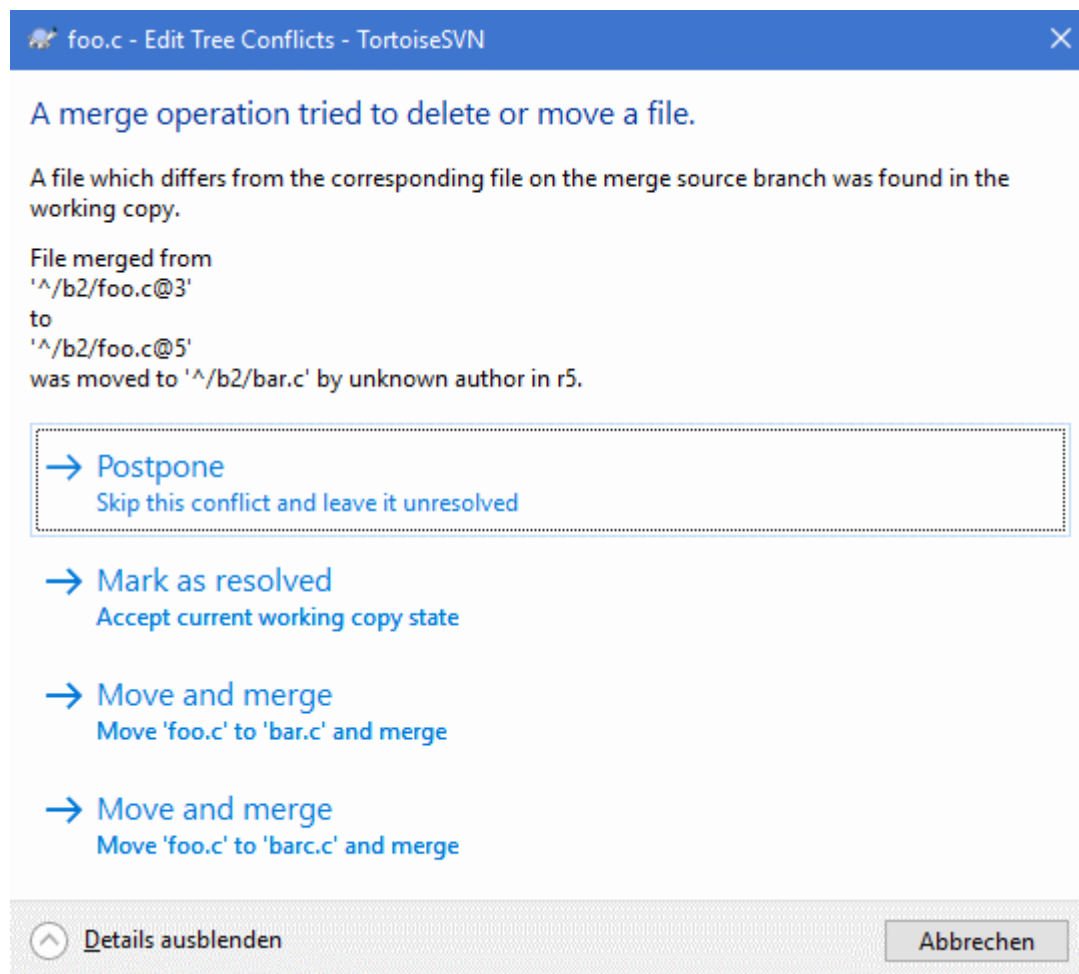 foo.c - Edit Tree Conflicts - TortoiseSVN
A merge operation tried to delete or move a file.
A file which differs from the corresponding file on the merge source branch was found in the
working copy.
File merged from
'^/b2/foo.c@3'
to
'^/b2/foo.c@5'
was moved to '^/b2/bar.c' by unknown author in r5.
Postpone
Skip this conflict and leave it unresolved
Mark as resolved
Accept current working copy state
Move and merge
Move 'foo.c' to 'bar.c' and merge
Move and merge
Move 'foo.c' to 'barc.c' and merge
Details ausblenden
Abbrechen